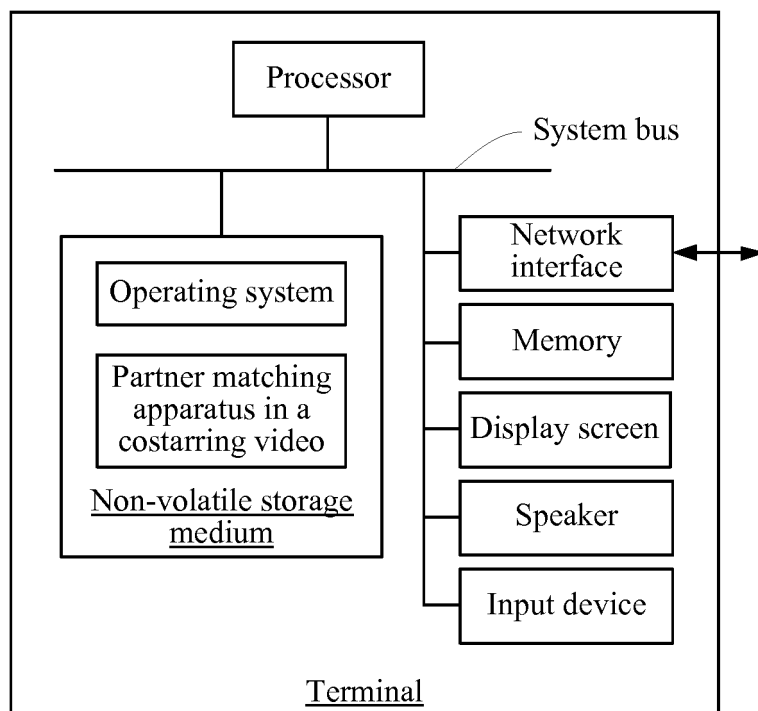 Processor
System bus
Operating system
Partner matching
apparatus in a
costarring video
Non-volatile storage
medium
Network
interface
Memory
Display screen
Speaker
Input device
Terminal